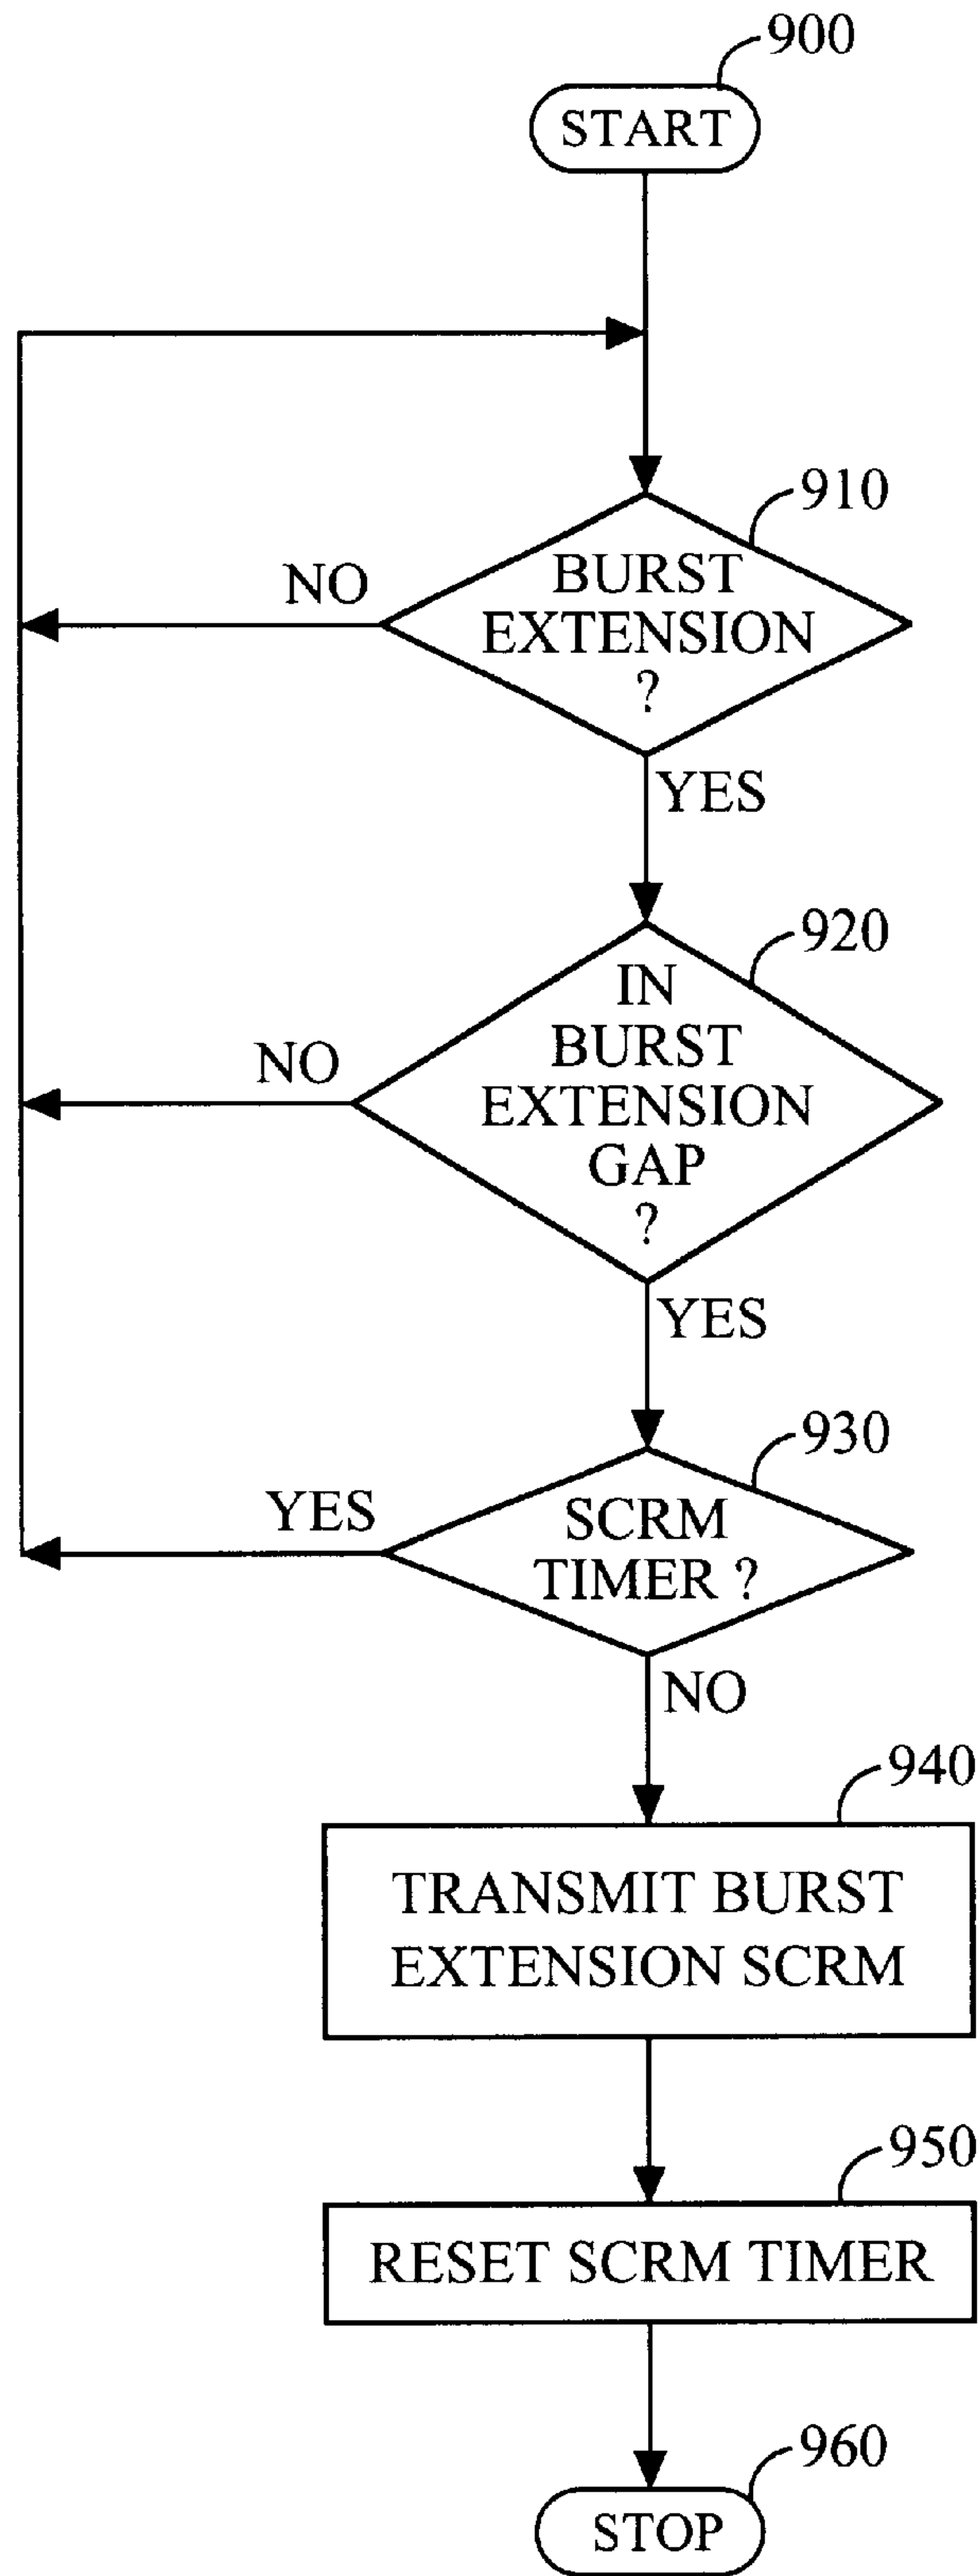 900
START
910
BURST
EXTENSION
?
NO
YES
920
IN
BURST
EXTENSION
GAP
?
NO
YES
930
SCRM
TIMER ?
YES
NO
940
TRANSMIT BURST
EXTENSION SCRM
950
RESET SCRM TIMER
960
STOP